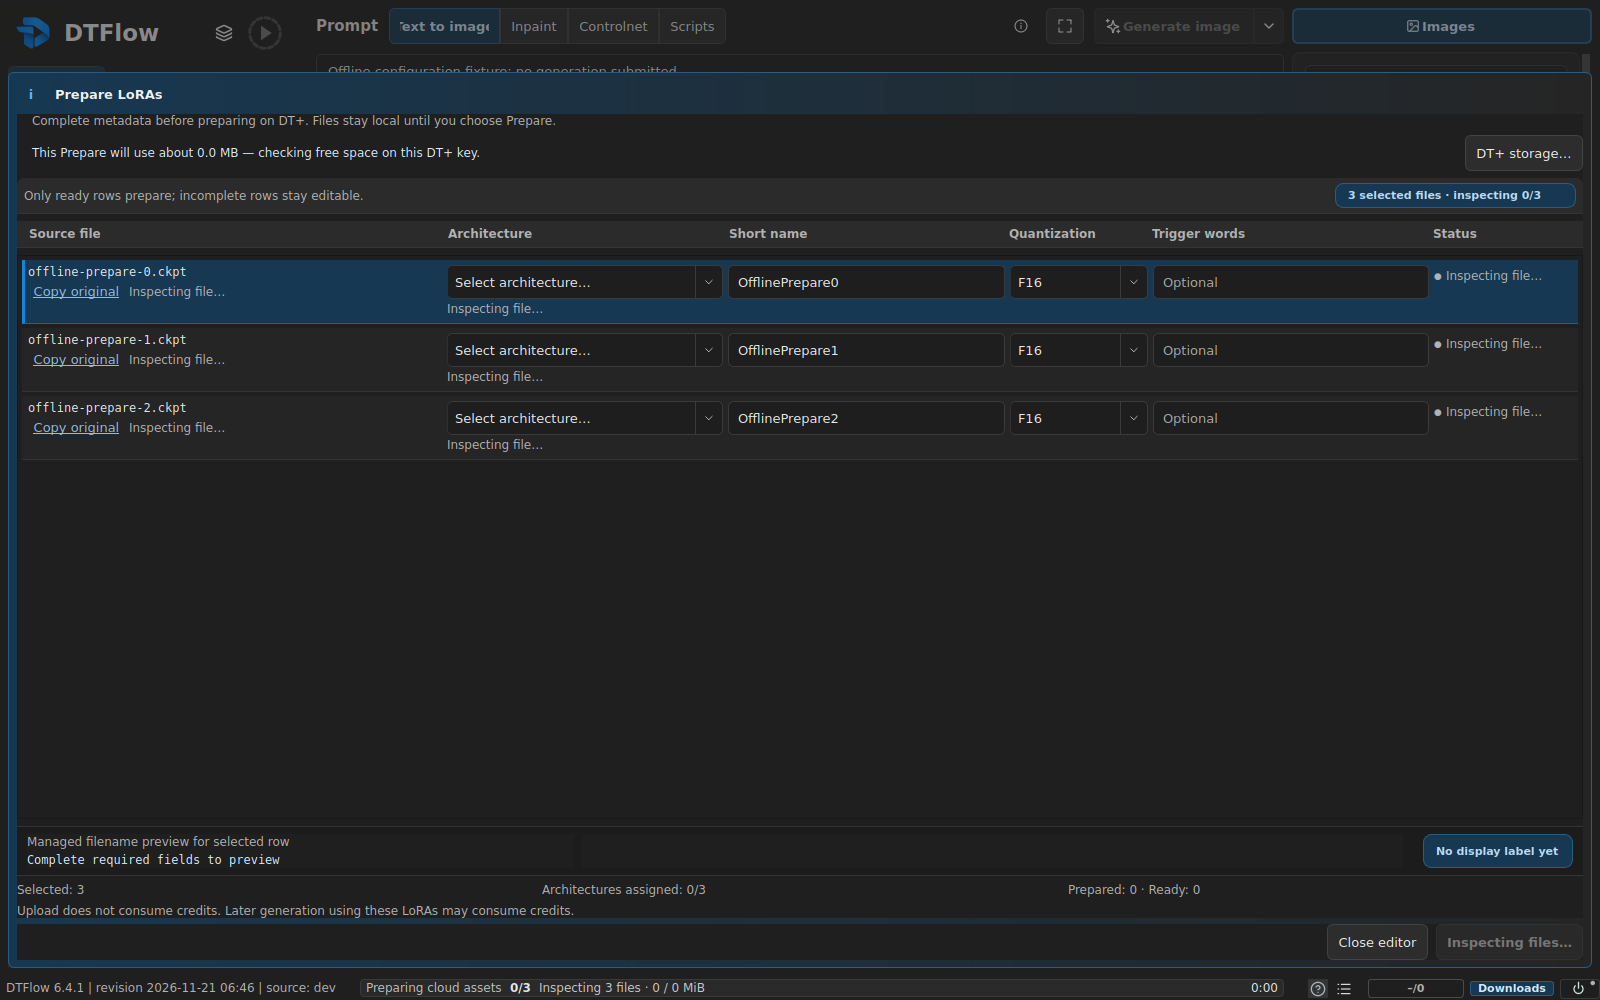 DTFlow
Prompt
Text to image
Inpaint
Controlnet
Scripts
Generate image
Images
Offline configuration fixture: no generation submitted
i Prepare LoRAs
Complete metadata before preparing on DT+. Files stay local until you choose Prepare.
This Prepare will use about 0.0 MB — checking free space on this DT+ key.
DT+ storage...
Only ready rows prepare; incomplete rows stay editable.
3 selected files · inspecting 0/3
Source file Architecture Short name Quantization Trigger words Status
offline-prepare-0.ckpt
Copy original Inspecting file...
Select architecture...
Inspecting file...
OfflinePrepare0
F16
Optional
● Inspecting file...
offline-prepare-1.ckpt
Copy original Inspecting file...
Select architecture...
Inspecting file...
OfflinePrepare1
F16
Optional
● Inspecting file...
offline-prepare-2.ckpt
Copy original Inspecting file...
Select architecture...
Inspecting file...
OfflinePrepare2
F16
Optional
● Inspecting file...
Managed filename preview for selected row
Complete required fields to preview
No display label yet
Selected: 3
Architectures assigned: 0/3
Prepared: 0 · Ready: 0
Upload does not consume credits. Later generation using these LoRAs may consume credits.
Close editor
Inspecting files...
DTFlow 6.4.1 | revision 2026-11-21 06:46 | source: dev
Preparing cloud assets 0/3 Inspecting 3 files · 0 / 0 MiB
0:00
-/0
Downloads